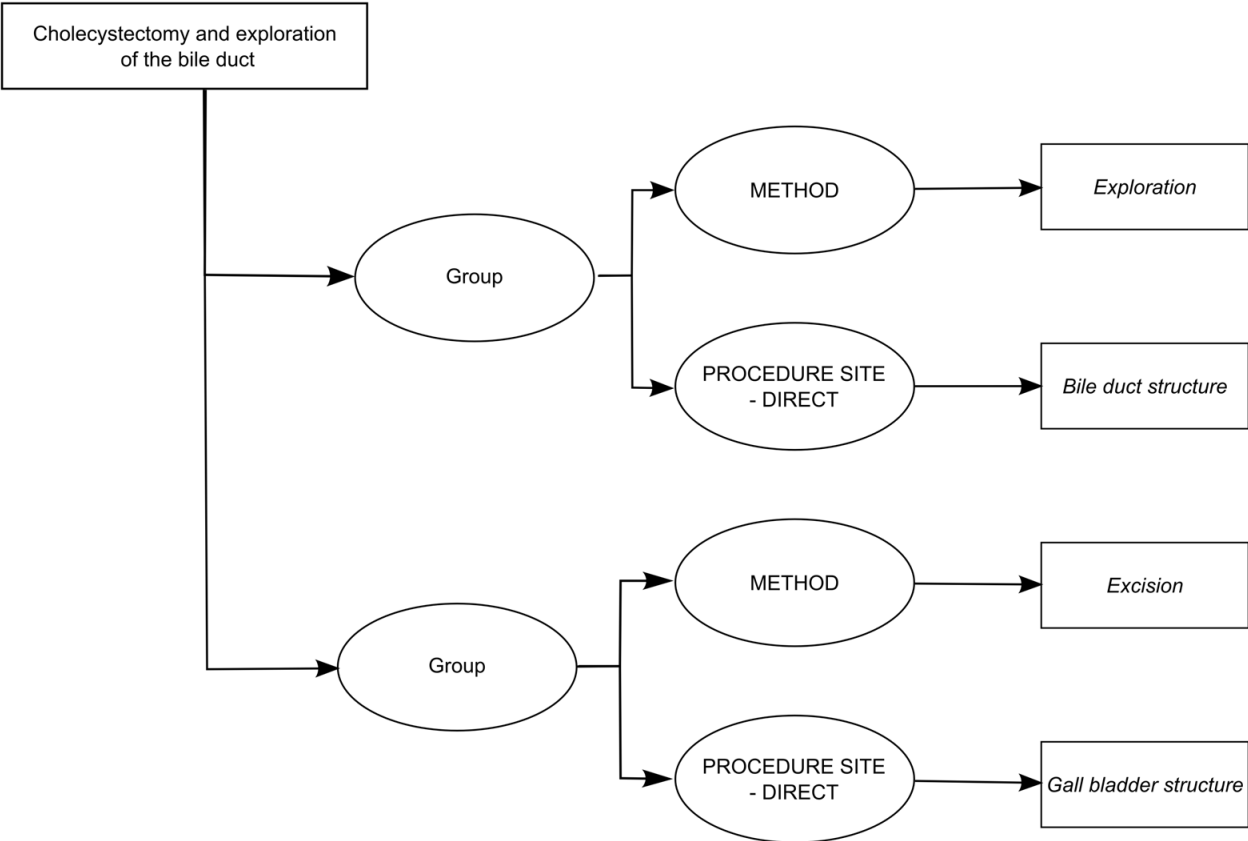 Cholecystectomy and exploration
of the bile duct
Group
METHOD
Exploration
PROCEDURE SITE
- DIRECT
Bile duct structure
Group
METHOD
Excision
PROCEDURE SITE
- DIRECT
Gall bladder structure